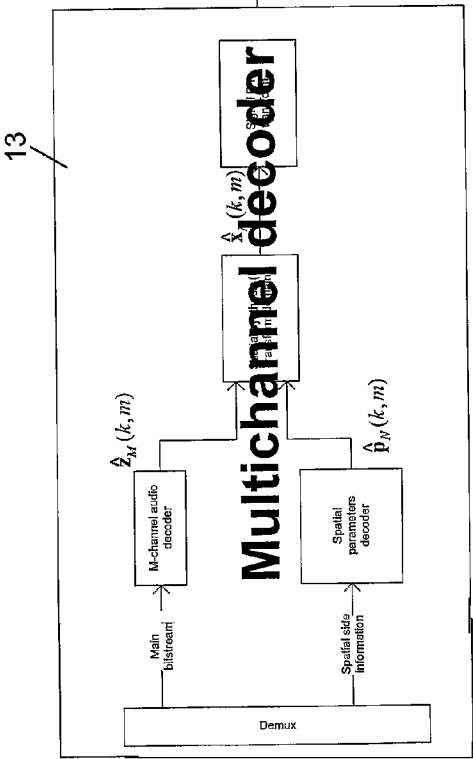 13
Demux
Main
bitstream
Spatial side
information
M-channel audio
decoder
Spatial
parameters
decoder
ẑ_M(k,m)
p̂_N(k,m)
x̂ (k,m)
Multichannel decoder